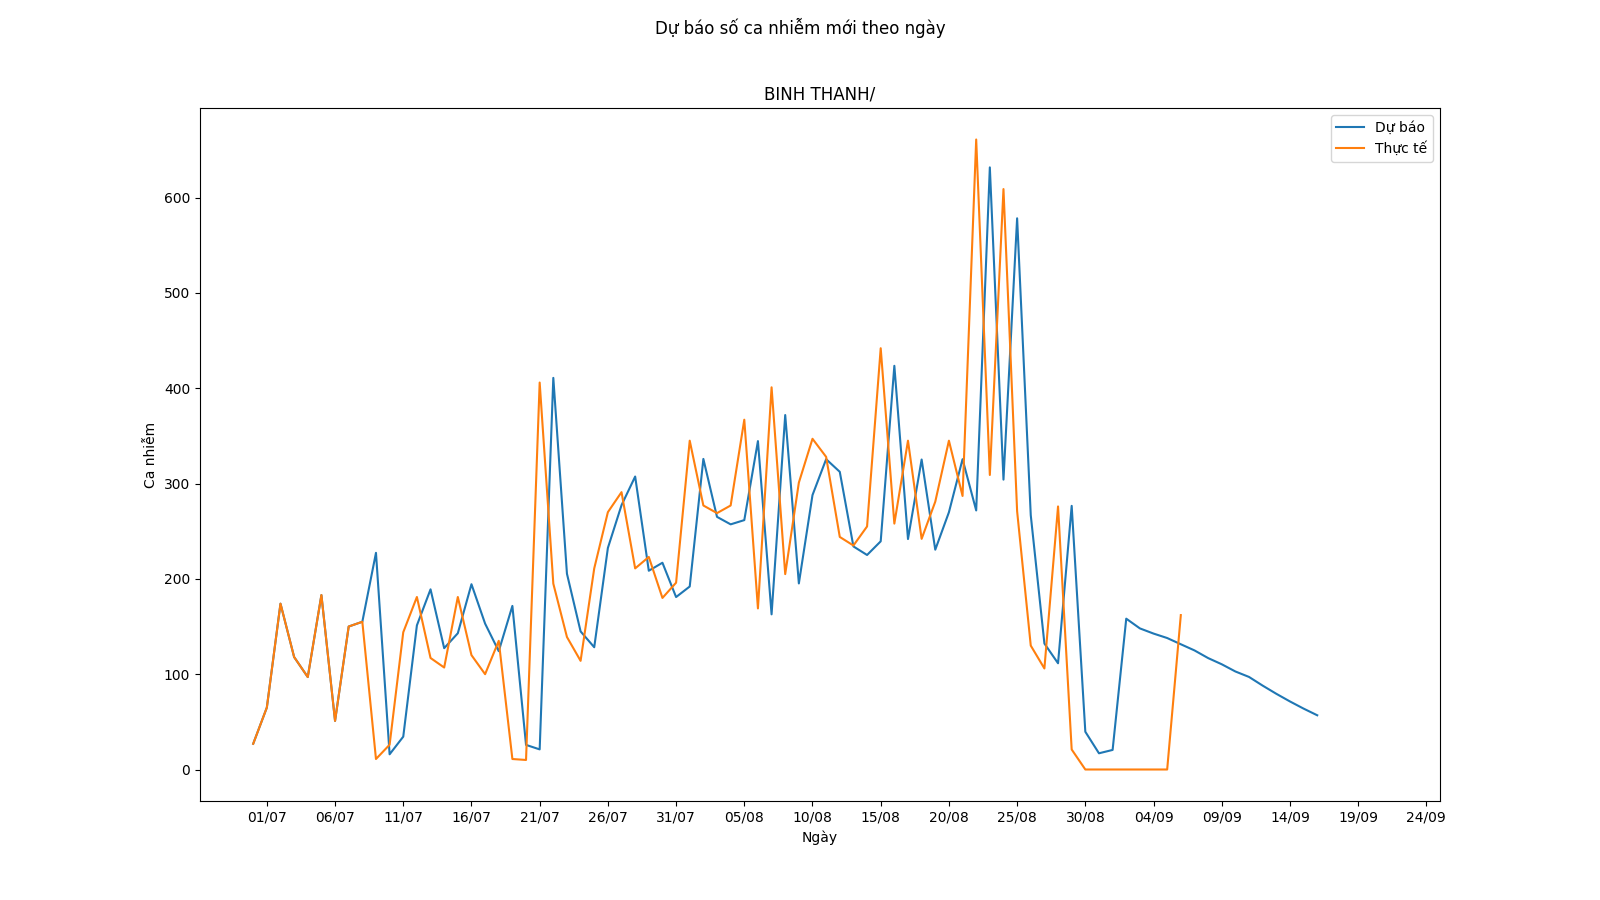 Dự báo số ca nhiễm mới theo ngày
BINH THANH/
Dự báo
Thực tế
600
500
400
300
200
100
0
Ca nhiễm
01/07 06/07 11/07 16/07 21/07 26/07 31/07 05/08 10/08 15/08 20/08 25/08 30/08 04/09 09/09 14/09 19/09 24/09
Ngày